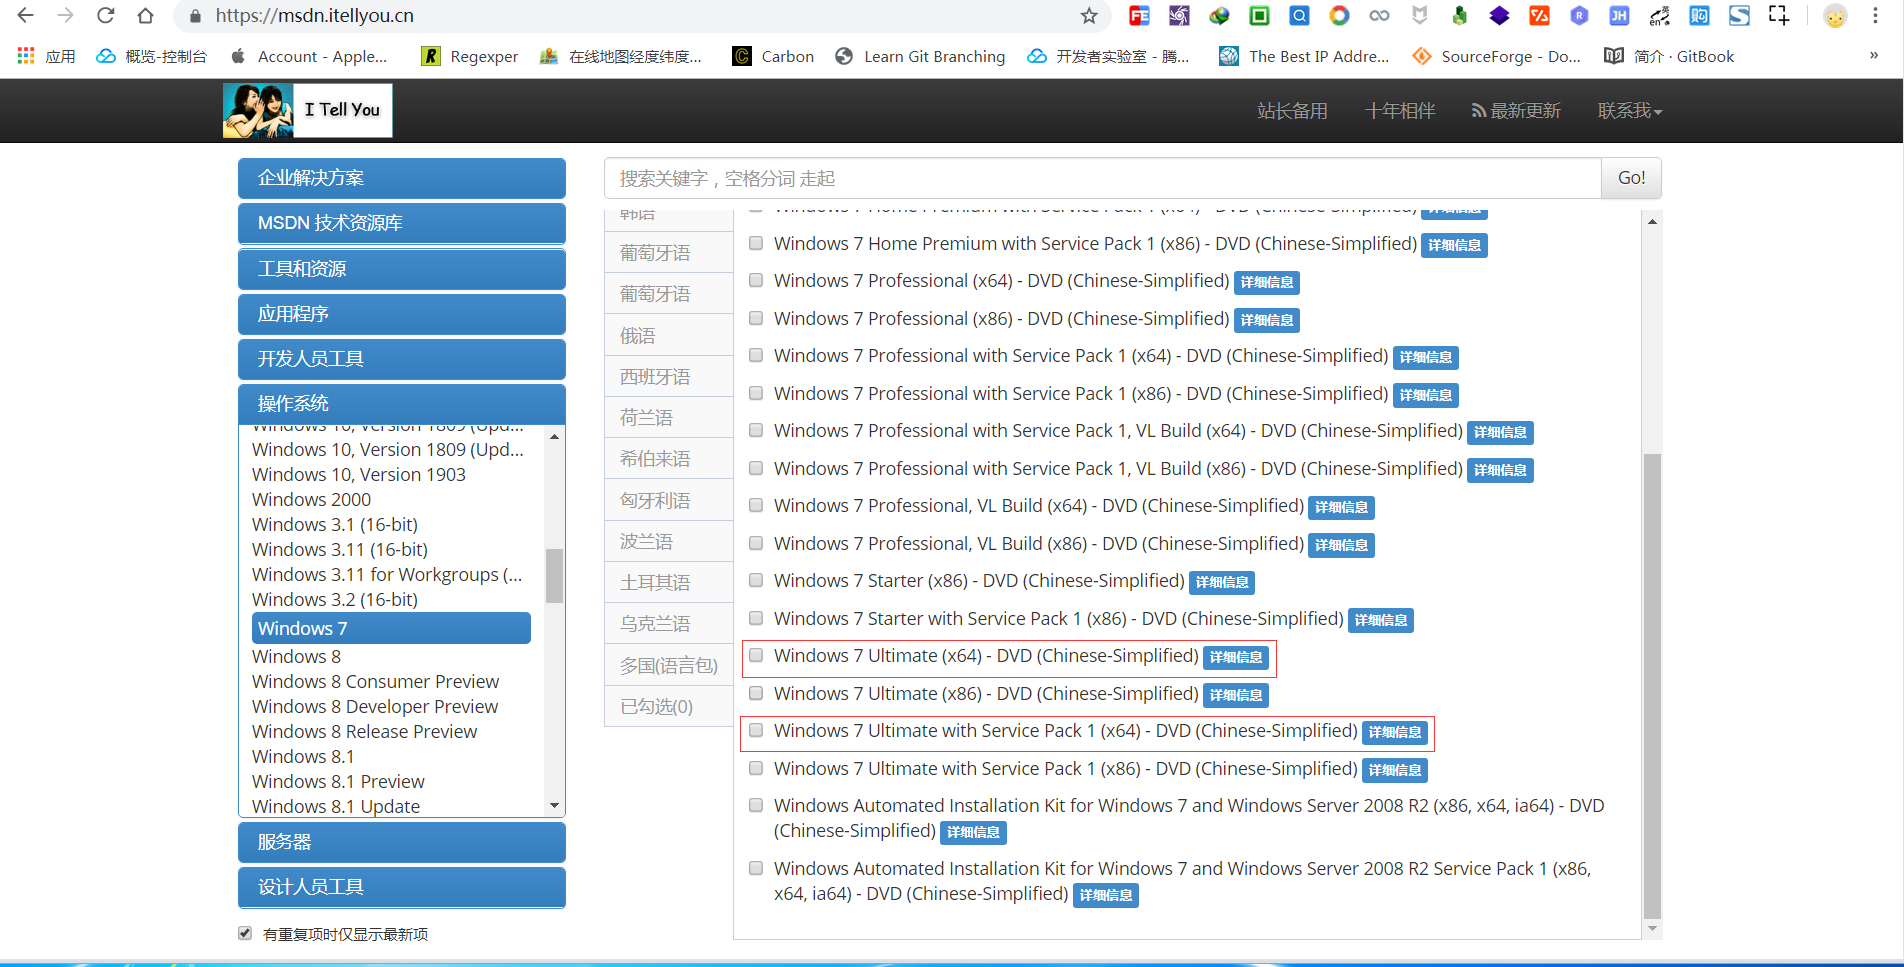 https://msdn.itellyou.cn
应用
概览-控制台
Account - Apple...
Regexper
在线地图经度纬度...
Carbon
Learn Git Branching
开发者实验室 - 腾...
The Best IP Addre...
SourceForge - Do...
简介 · GitBook
»
I Tell You
站长备用
十年相伴
最新更新
联系我
企业解决方案
MSDN 技术资源库
工具和资源
应用程序
开发人员工具
操作系统
Windows 10, Version 1809 (Upd...
Windows 10, Version 1809 (Upd...
Windows 10, Version 1903
Windows 2000
Windows 3.1 (16-bit)
Windows 3.11 (16-bit)
Windows 3.11 for Workgroups (...
Windows 3.2 (16-bit)
Windows 7
Windows 8
Windows 8 Consumer Preview
Windows 8 Developer Preview
Windows 8 Release Preview
Windows 8.1
Windows 8.1 Preview
Windows 8.1 Update
服务器
设计人员工具
有重复项时仅显示最新项
搜索关键字，空格分词 走起
Go!
韩语
葡萄牙语
葡萄牙语
俄语
西班牙语
荷兰语
希伯来语
匈牙利语
波兰语
土耳其语
乌克兰语
多国(语言包)
已勾选(0)
Windows 7 Home Premium with Service Pack 1 (x64) - DVD (Chinese-Simplified) 详细信息
Windows 7 Home Premium with Service Pack 1 (x86) - DVD (Chinese-Simplified) 详细信息
Windows 7 Professional (x64) - DVD (Chinese-Simplified) 详细信息
Windows 7 Professional (x86) - DVD (Chinese-Simplified) 详细信息
Windows 7 Professional with Service Pack 1 (x64) - DVD (Chinese-Simplified) 详细信息
Windows 7 Professional with Service Pack 1 (x86) - DVD (Chinese-Simplified) 详细信息
Windows 7 Professional with Service Pack 1, VL Build (x64) - DVD (Chinese-Simplified) 详细信息
Windows 7 Professional with Service Pack 1, VL Build (x86) - DVD (Chinese-Simplified) 详细信息
Windows 7 Professional, VL Build (x64) - DVD (Chinese-Simplified) 详细信息
Windows 7 Professional, VL Build (x86) - DVD (Chinese-Simplified) 详细信息
Windows 7 Starter (x86) - DVD (Chinese-Simplified) 详细信息
Windows 7 Starter with Service Pack 1 (x86) - DVD (Chinese-Simplified) 详细信息
Windows 7 Ultimate (x64) - DVD (Chinese-Simplified) 详细信息
Windows 7 Ultimate (x86) - DVD (Chinese-Simplified) 详细信息
Windows 7 Ultimate with Service Pack 1 (x64) - DVD (Chinese-Simplified) 详细信息
Windows 7 Ultimate with Service Pack 1 (x86) - DVD (Chinese-Simplified) 详细信息
Windows Automated Installation Kit for Windows 7 and Windows Server 2008 R2 (x86, x64, ia64) - DVD
(Chinese-Simplified) 详细信息
Windows Automated Installation Kit for Windows 7 and Windows Server 2008 R2 Service Pack 1 (x86,
x64, ia64) - DVD (Chinese-Simplified) 详细信息